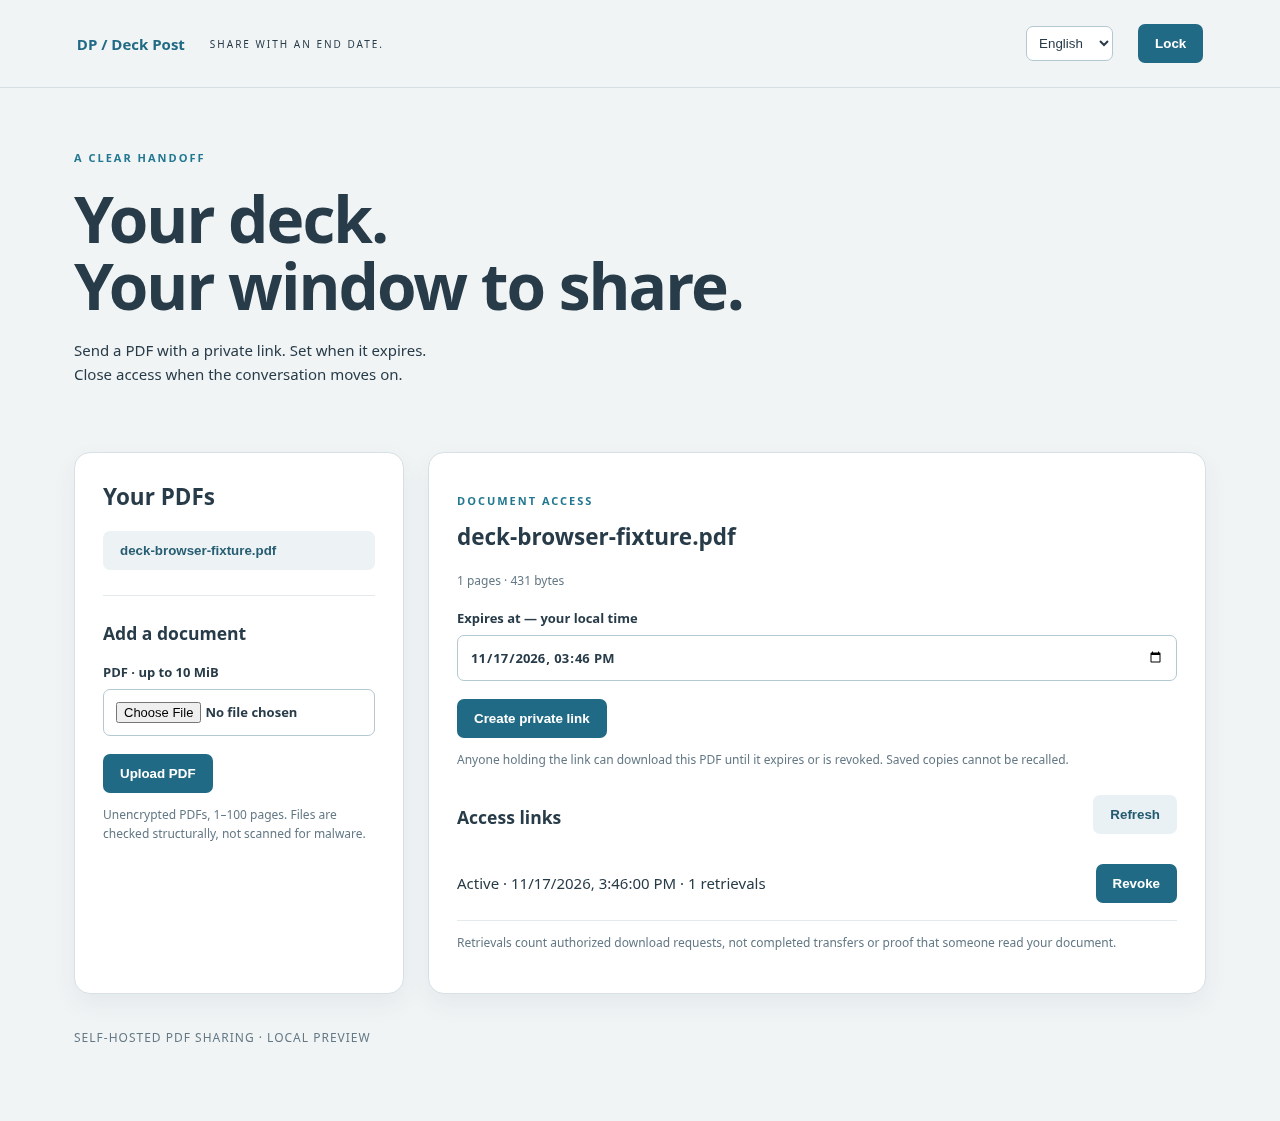 DP / Deck Post
SHARE WITH AN END DATE.
English
Lock
A CLEAR HANDOFF
Your deck.
Your window to share.
Send a PDF with a private link. Set when it expires.
Close access when the conversation moves on.
Your PDFs
deck-browser-fixture.pdf
Add a document
PDF · up to 10 MiB
Choose File No file chosen
Upload PDF
Unencrypted PDFs, 1–100 pages. Files are
checked structurally, not scanned for malware.
DOCUMENT ACCESS
deck-browser-fixture.pdf
1 pages · 431 bytes
Expires at — your local time
11/17/2026, 03:46 PM
Create private link
Anyone holding the link can download this PDF until it expires or is revoked. Saved copies cannot be recalled.
Access links
Refresh
Active · 11/17/2026, 3:46:00 PM · 1 retrievals
Revoke
Retrievals count authorized download requests, not completed transfers or proof that someone read your document.
SELF-HOSTED PDF SHARING · LOCAL PREVIEW